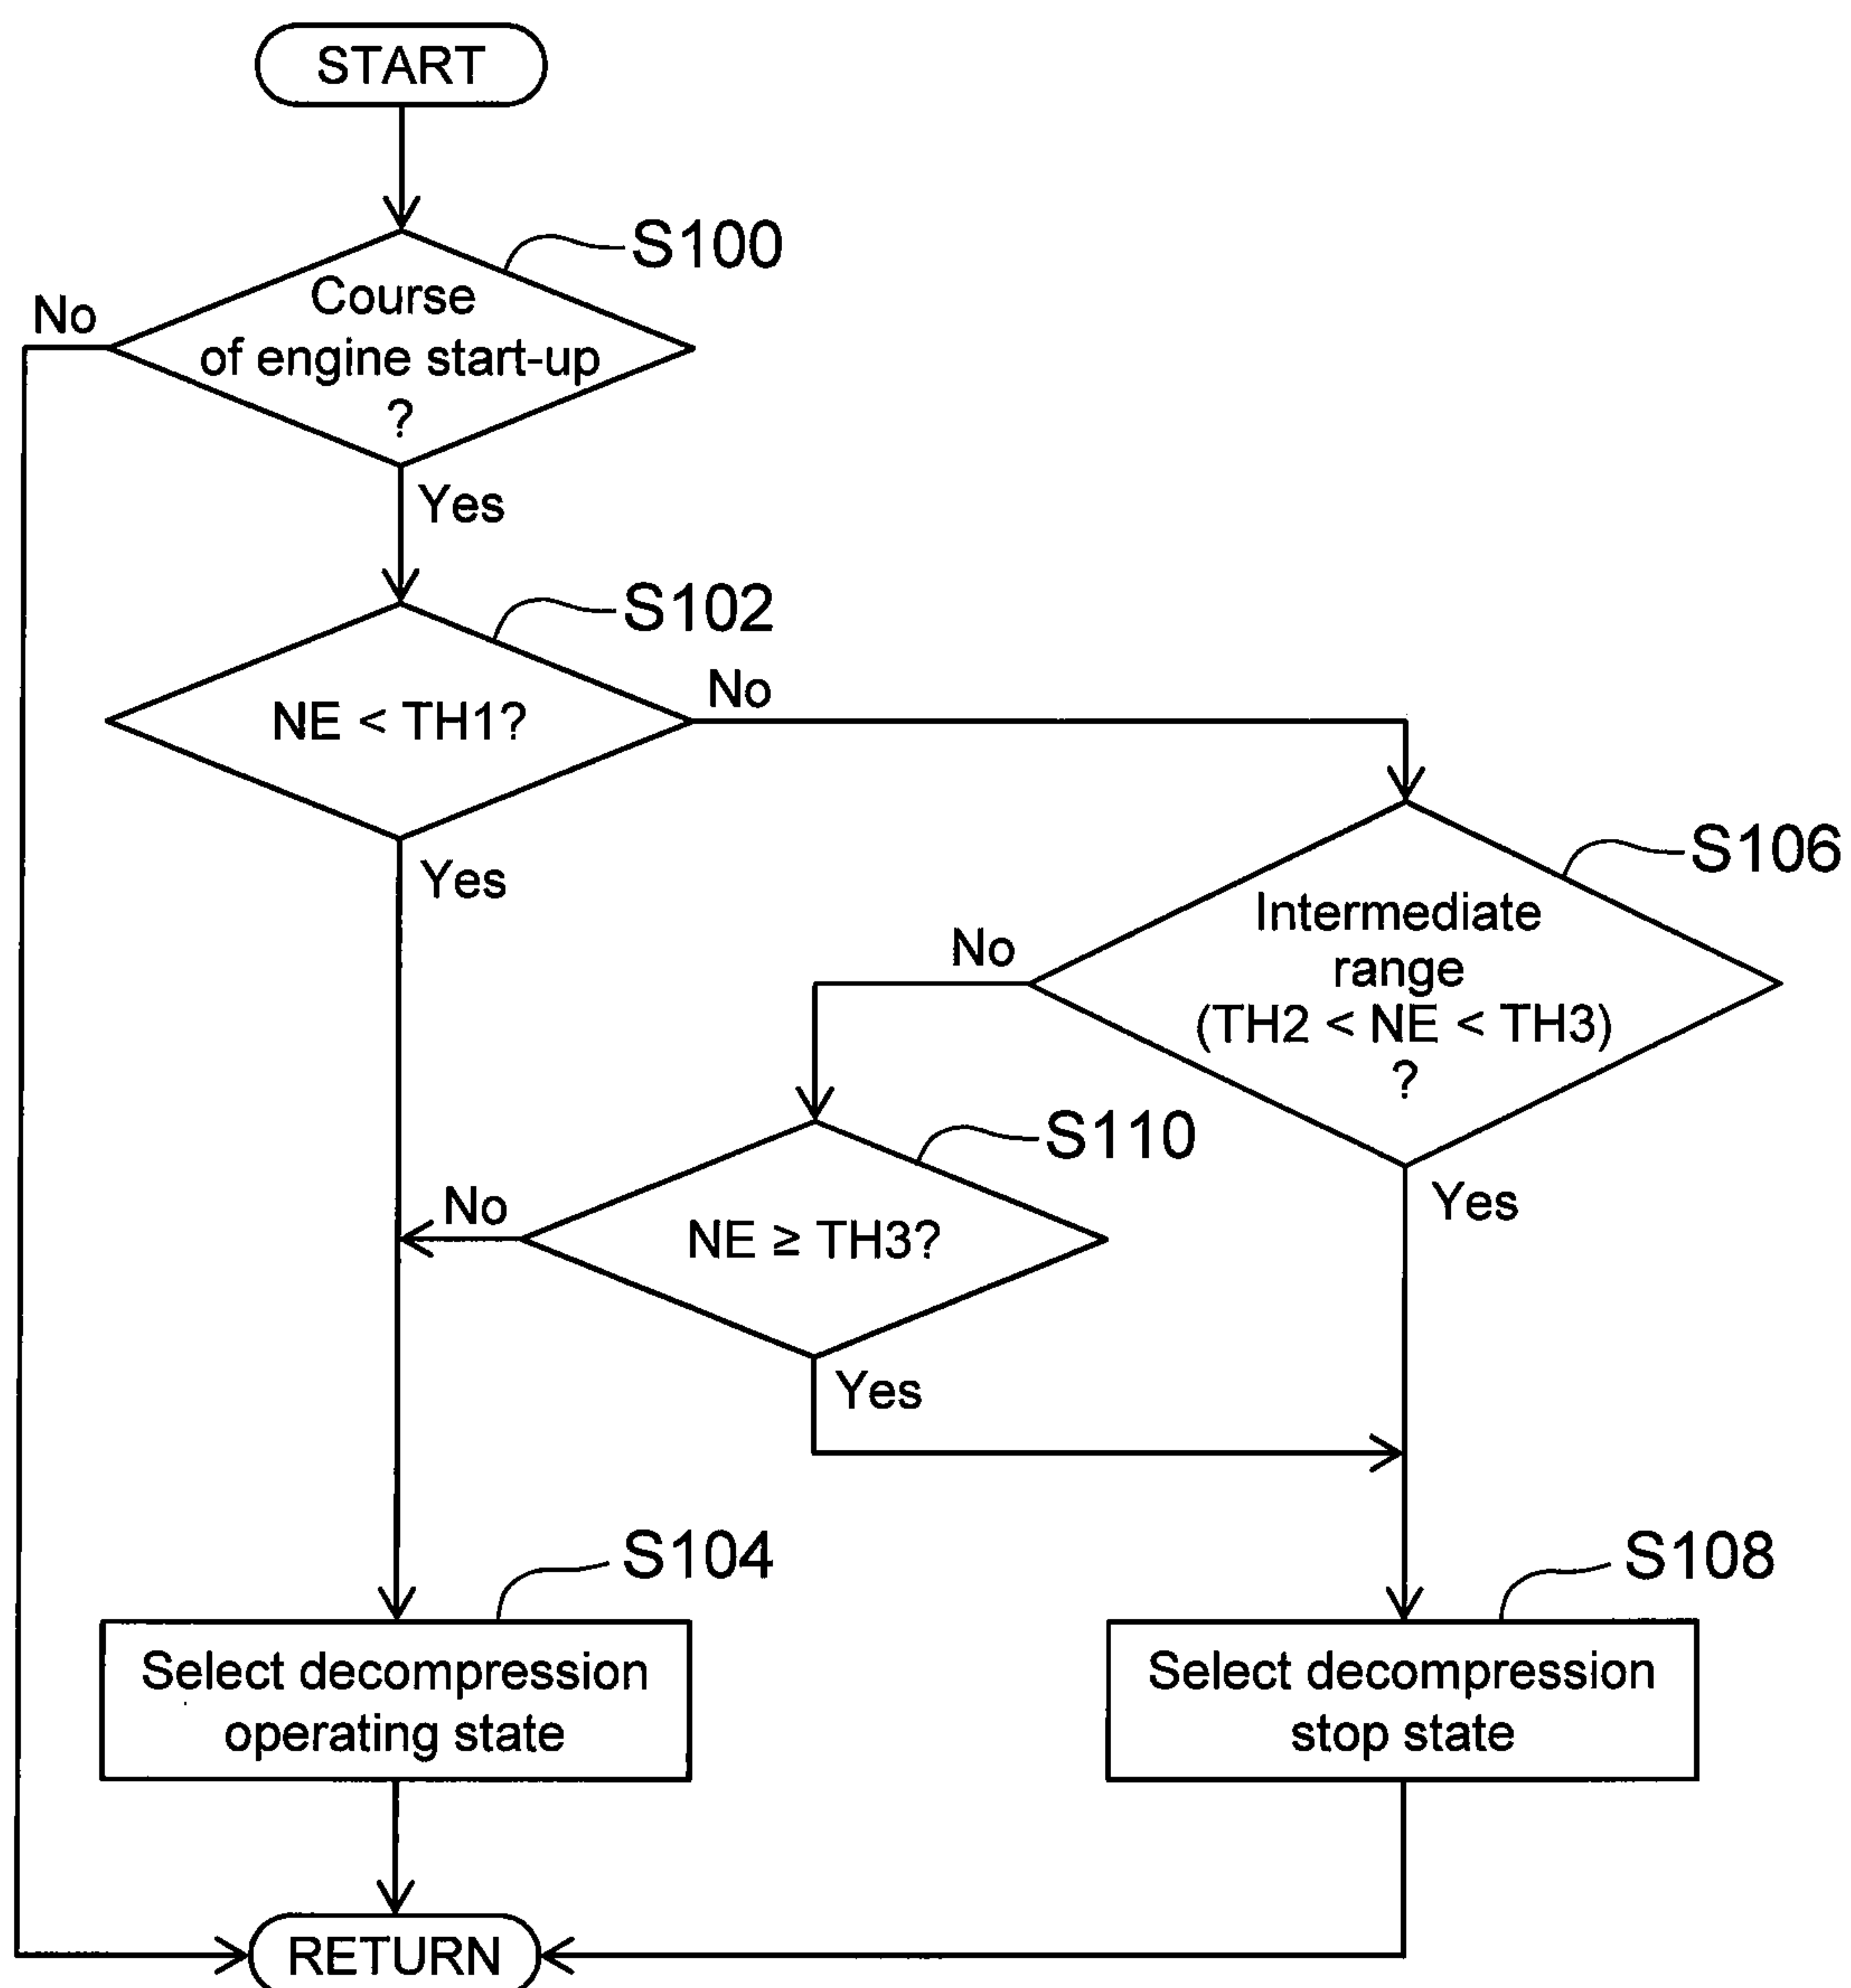 START
S100
No
Course
of engine start-up
?
Yes
S102
NE < TH1?
No
Yes
S106
Intermediate
range
(TH2 < NE < TH3)
?
No
Yes
S110
NE ≥ TH3?
No
Yes
S104
Select decompression
operating state
S108
Select decompression
stop state
RETURN